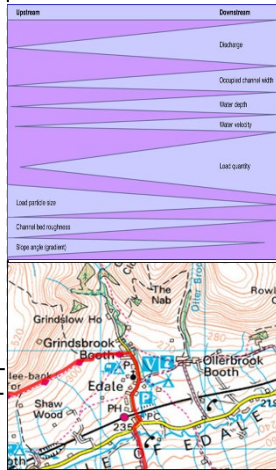 Upstream Downstream
Discharge
Occupied channel width
Water depth
Water velocity
Load quantity
Load particle size
Channel bed roughness
Slope angle (gradient)
The
Nab
Grindslow Ho
Grindsbrook
Booth
Ollerbrook
Booth
Edale
Shaw
Wood
PH
PC
235
V
P
EDALE